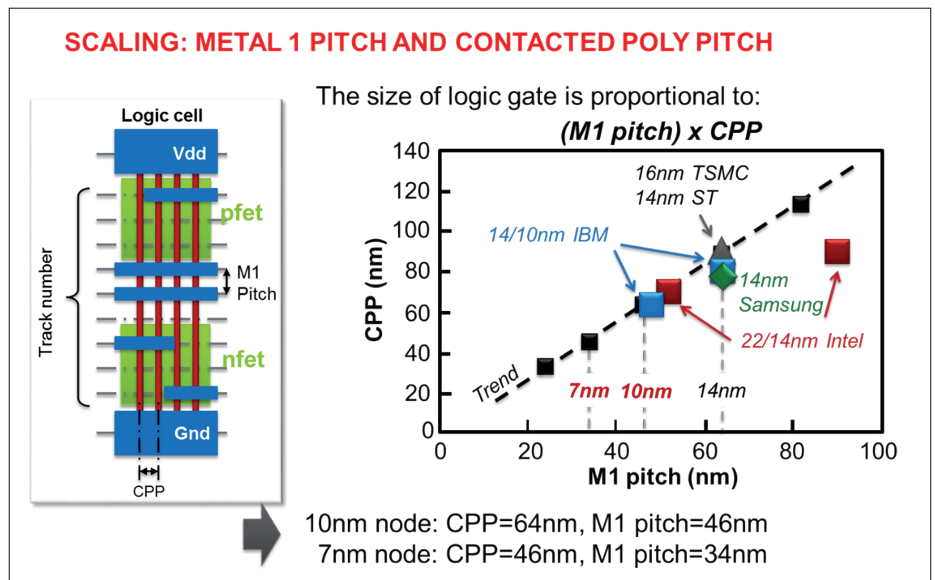 SCALING: METAL 1 PITCH AND CONTACTED POLY PITCH
The size of logic gate is proportional to:
(M1 pitch) x CPP
Logic cell
Vdd
pfet
M1
Pitch
Track number
nfet
Gnd
CPP
140
120
100
80
60
40
20
0
CPP (nm)
16nm TSMC
14nm ST
14/10nm IBM
14nm
Samsung
22/14nm Intel
Trend
7nm
10nm
14nm
0
20
40
60
80
100
M1 pitch (nm)
10nm node: CPP=64nm, M1 pitch=46nm
7nm node: CPP=46nm, M1 pitch=34nm